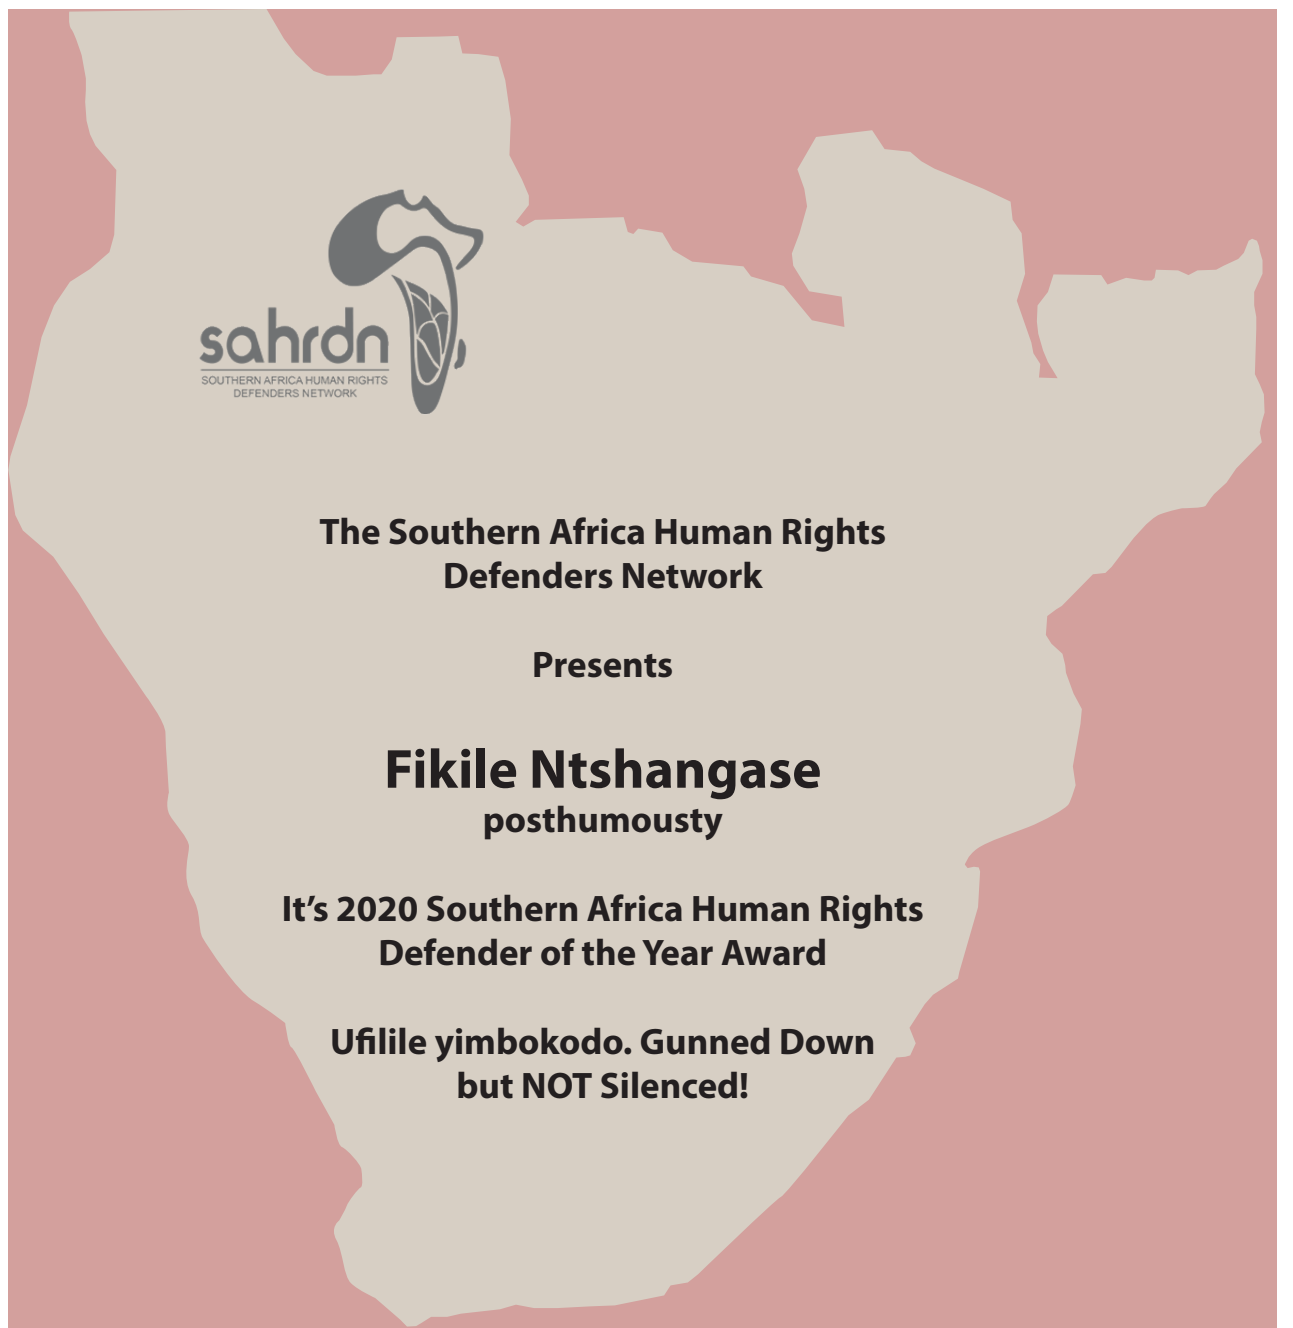 sahrdn
SOUTHERN AFRICA HUMAN RIGHTS
DEFENDERS NETWORK
The Southern Africa Human Rights
Defenders Network
Presents
Fikile Ntshangase
posthumousty
It’s 2020 Southern Africa Human Rights
Defender of the Year Award
Ufilile yimbokodo. Gunned Down
but NOT Silenced!